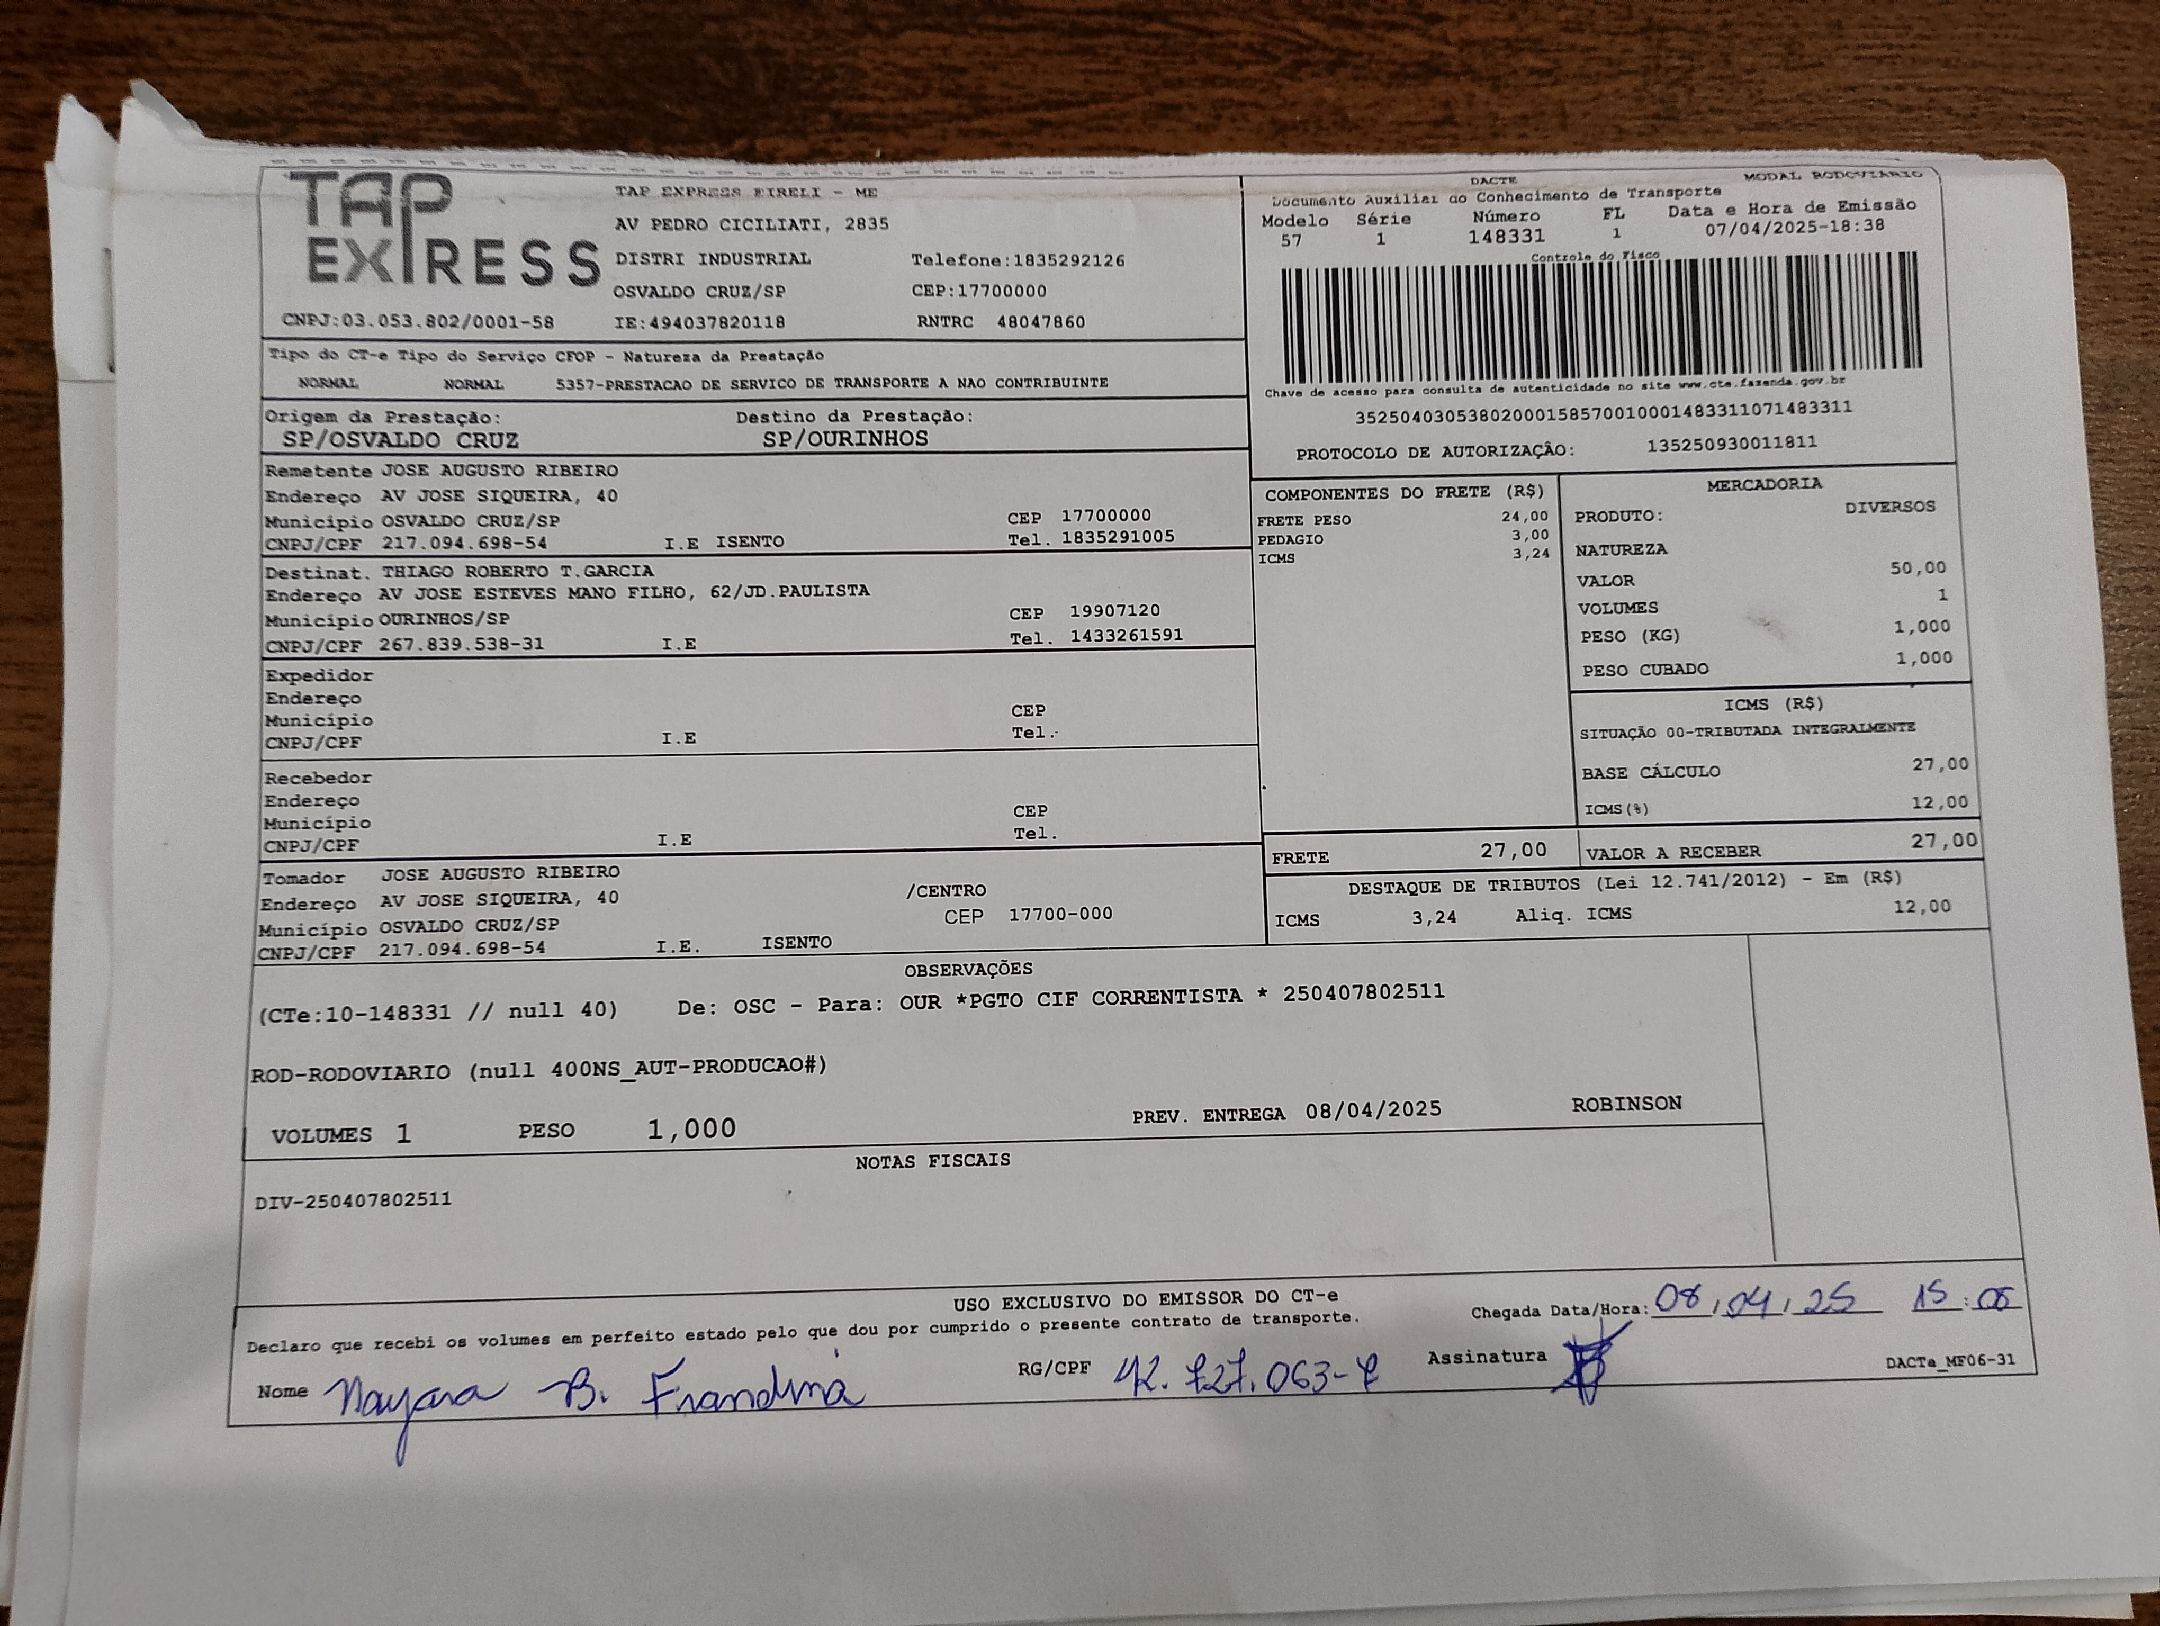 TAP EXPRESS
TAP EXPRESS EIRELI - ME
AV PEDRO CICILIATI, 2835
DISTRI INDUSTRIAL Telefone:1835292126
OSVALDO CRUZ/SP CEP:17700000
CNPJ:03.053.802/0001-58 IE:494037820118 RNTRC 48047860
DACTE MODAL RODOVIÁRIO
Documento Auxiliar do Conhecimento de Transporte
Modelo Série Número FL Data e Hora de Emissão
57 1 148331 1 07/04/2025-18:38
Controle do Fisco
Chave de acesso para consulta de autenticidade no site www.cte.fazenda.gov.br
35250403053802000158570010001483311071483311
PROTOCOLO DE AUTORIZAÇÃO: 135250930011811
Tipo do CT-e Tipo do Serviço CFOP - Natureza da Prestação
NORMAL NORMAL 5357-PRESTACAO DE SERVICO DE TRANSPORTE A NAO CONTRIBUINTE
Origem da Prestação: Destino da Prestação:
SP/OSVALDO CRUZ SP/OURINHOS
Remetente JOSE AUGUSTO RIBEIRO
Endereço AV JOSE SIQUEIRA, 40
Município OSVALDO CRUZ/SP CEP 17700000
CNPJ/CPF 217.094.698-54 I.E ISENTO Tel. 1835291005
Destinat. THIAGO ROBERTO T.GARCIA
Endereço AV JOSE ESTEVES MANO FILHO, 62/JD.PAULISTA
Município OURINHOS/SP CEP 19907120
CNPJ/CPF 267.839.538-31 I.E Tel. 1433261591
Expedidor
Endereço
Município CEP
CNPJ/CPF I.E Tel.
Recebedor
Endereço
Município CEP
CNPJ/CPF I.E Tel.
Tomador JOSE AUGUSTO RIBEIRO
Endereço AV JOSE SIQUEIRA, 40 /CENTRO
Município OSVALDO CRUZ/SP CEP 17700-000
CNPJ/CPF 217.094.698-54 I.E. ISENTO
COMPONENTES DO FRETE (R$)
FRETE PESO 24,00
PEDAGIO 3,00
ICMS 3,24
MERCADORIA
PRODUTO: DIVERSOS
NATUREZA
VALOR 50,00
VOLUMES 1
PESO (KG) 1,000
PESO CUBADO 1,000
ICMS (R$)
SITUAÇÃO 00-TRIBUTADA INTEGRALMENTE
BASE CÁLCULO 27,00
ICMS(%) 12,00
FRETE 27,00 VALOR A RECEBER 27,00
DESTAQUE DE TRIBUTOS (Lei 12.741/2012) - Em (R$)
ICMS 3,24 Aliq. ICMS 12,00
OBSERVAÇÕES
(CTe:10-148331 // null 40) De: OSC - Para: OUR *PGTO CIF CORRENTISTA * 250407802511
ROD-RODOVIARIO (null 400NS_AUT-PRODUCAO#)
VOLUMES 1 PESO 1,000 PREV. ENTREGA 08/04/2025 ROBINSON
NOTAS FISCAIS
DIV-250407802511
USO EXCLUSIVO DO EMISSOR DO CT-e
Declaro que recebi os volumes em perfeito estado pelo que dou por cumprido o presente contrato de transporte. Chegada Data/Hora: 08/04/25 15:08
Nome Nayara B. Frandina RG/CPF 42.727.063-7 Assinatura
DACTe_MF06-31